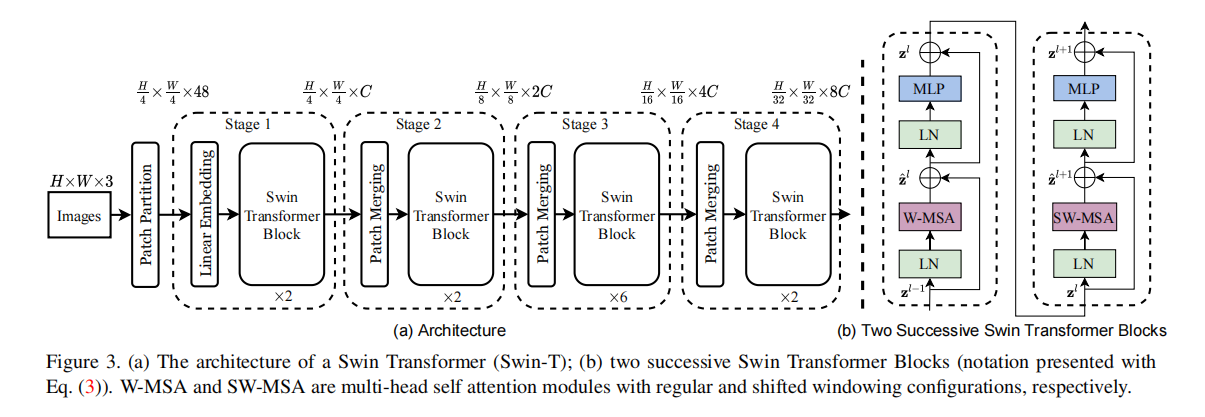 H/4 × W/4 × 48
H/4 × W/4 × C
H/8 × W/8 × 2C
H/16 × W/16 × 4C
H/32 × W/32 × 8C
Stage 1
Stage 2
Stage 3
Stage 4
H×W×3
Images
Patch Partition
Linear Embedding
Swin
Transformer
Block
×2
Patch Merging
Swin
Transformer
Block
×2
Patch Merging
Swin
Transformer
Block
×6
Patch Merging
Swin
Transformer
Block
×2
(a) Architecture
z^l
MLP
LN
ẑ^l
W-MSA
LN
z^{l-1}
z^{l+1}
MLP
LN
ẑ^{l+1}
SW-MSA
LN
z^l
(b) Two Successive Swin Transformer Blocks
Figure 3. (a) The architecture of a Swin Transformer (Swin-T); (b) two successive Swin Transformer Blocks (notation presented with
Eq. (3)). W-MSA and SW-MSA are multi-head self attention modules with regular and shifted windowing configurations, respectively.